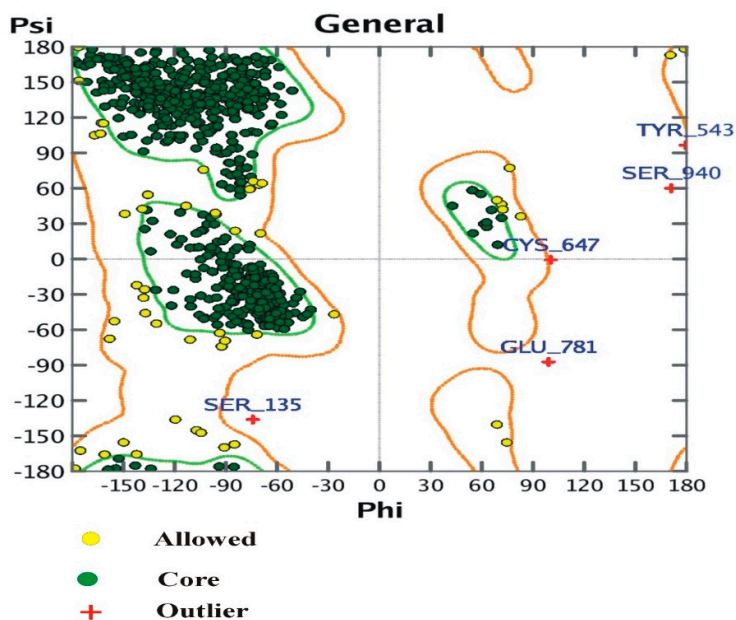 Psi
General
180
150
120
90
60
30
0
-30
-60
-90
-120
-150
-180
TYR_543
SER_940
CYS_647
GLU_781
SER_135
-150 -120 -90 -60 -30 0 30 60 90 120 150 180
Phi
Allowed
Core
Outlier